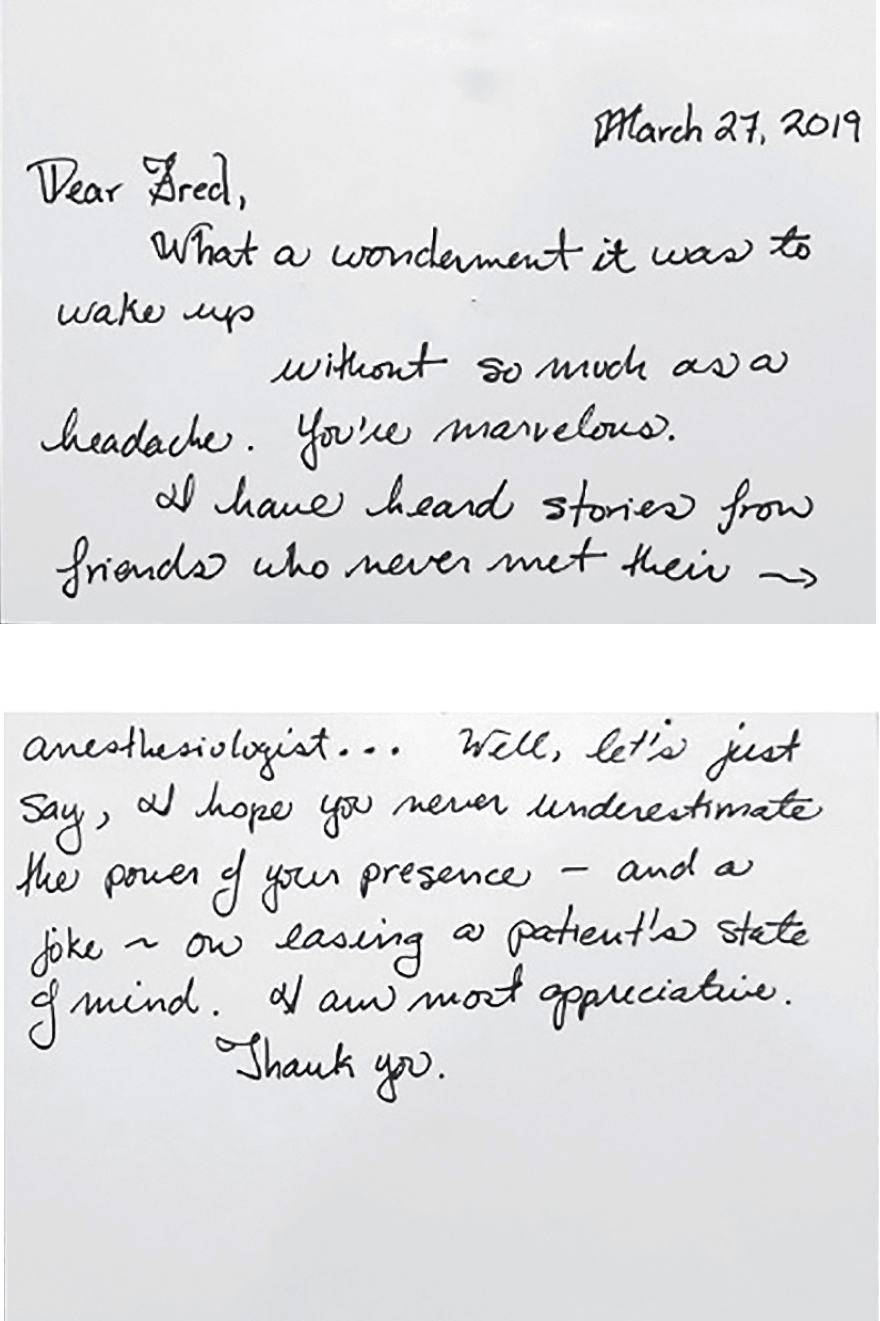 March 27, 2019
Dear Fred,
What a wonderment it was to
wake up
without so much as a
headache. You're marvelous.
I have heard stories from
friends who never met their →
anesthesiologist... Well, let's just
say, I hope you never underestimate
the power of your presence – and a
joke ~ on easing a patient's state
of mind. I am most appreciative.
Thank you.